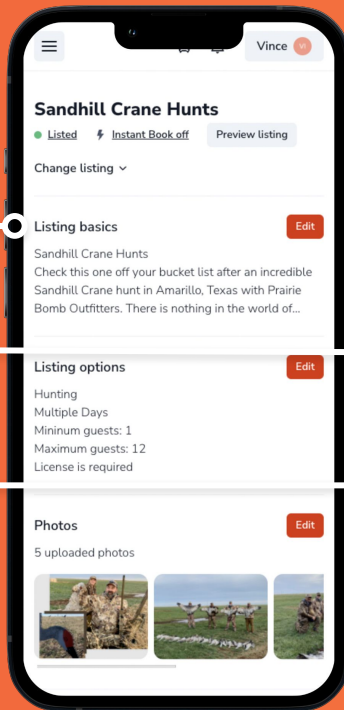 Vince VI
Sandhill Crane Hunts
Listed Instant Book off Preview listing
Change listing
Listing basics Edit
Sandhill Crane Hunts
Check this one off your bucket list after an incredible
Sandhill Crane hunt in Amarillo, Texas with Prairie
Bomb Outfitters. There is nothing in the world of...
Listing options Edit
Hunting
Multiple Days
Mininum guests: 1
Maximum guests: 12
License is required
Photos Edit
5 uploaded photos